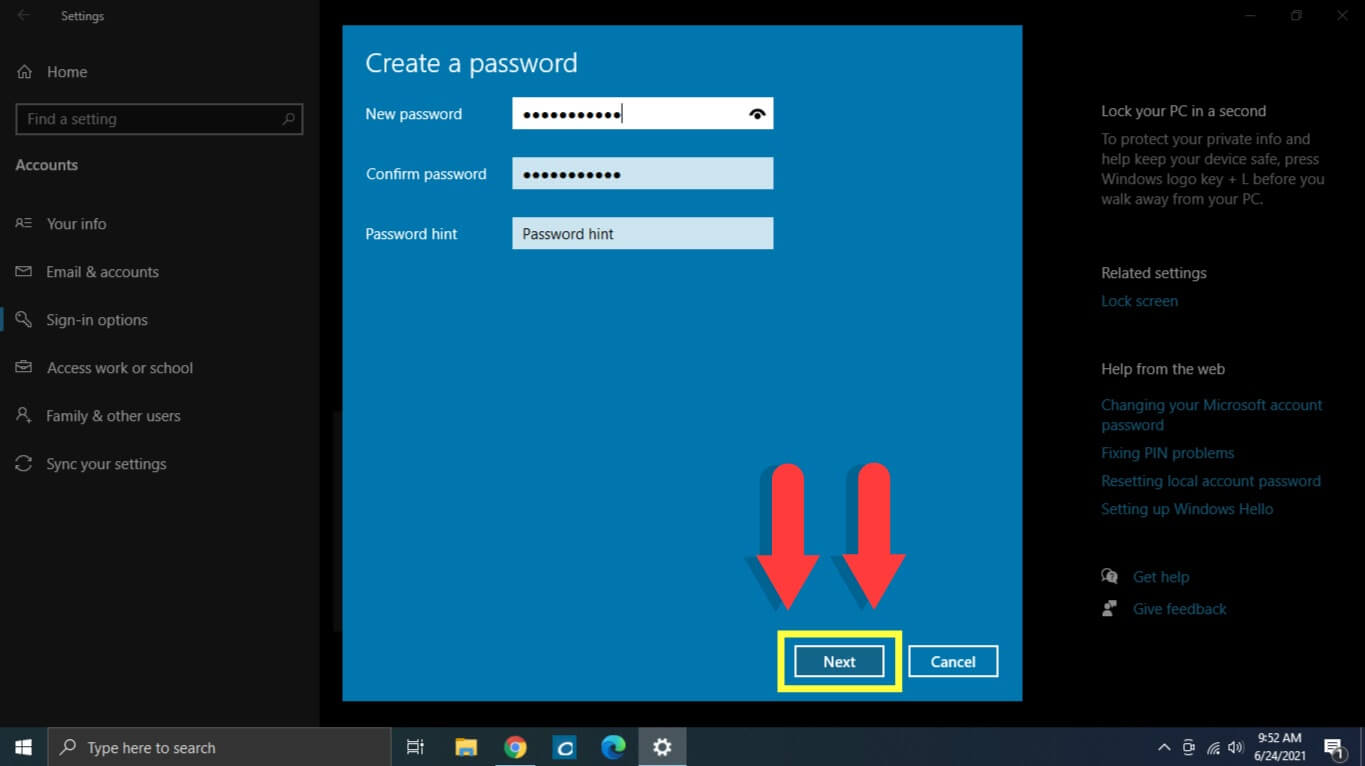 Settings
Home
Find a setting
Accounts
Your info
Email & accounts
Sign-in options
Access work or school
Family & other users
Sync your settings
Create a password
New password
Confirm password
Password hint
Password hint
Next
Cancel
Lock your PC in a second
To protect your private info and
help keep your device safe, press
Windows logo key + L before you
walk away from your PC.
Related settings
Lock screen
Help from the web
Changing your Microsoft account
password
Fixing PIN problems
Resetting local account password
Setting up Windows Hello
Get help
Give feedback
Type here to search
9:52 AM
6/24/2021
1